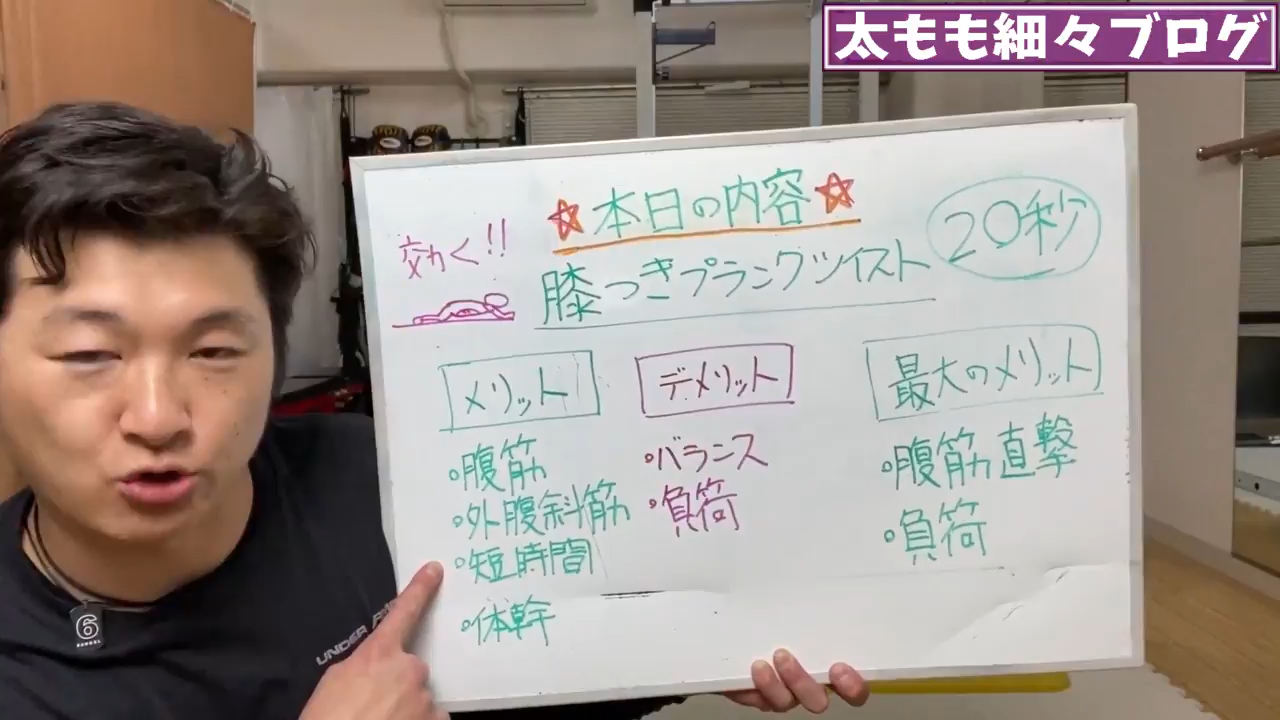 太もも細々ブログ
☆本日の内容☆
20秒
効く!!
膝つきプランクツイスト
メリット
・腹筋
・外腹斜筋
・短時間
・体幹
デメリット
・バランス
・負荷
最大のメリット
・腹筋直撃
・負荷
6
UNDER